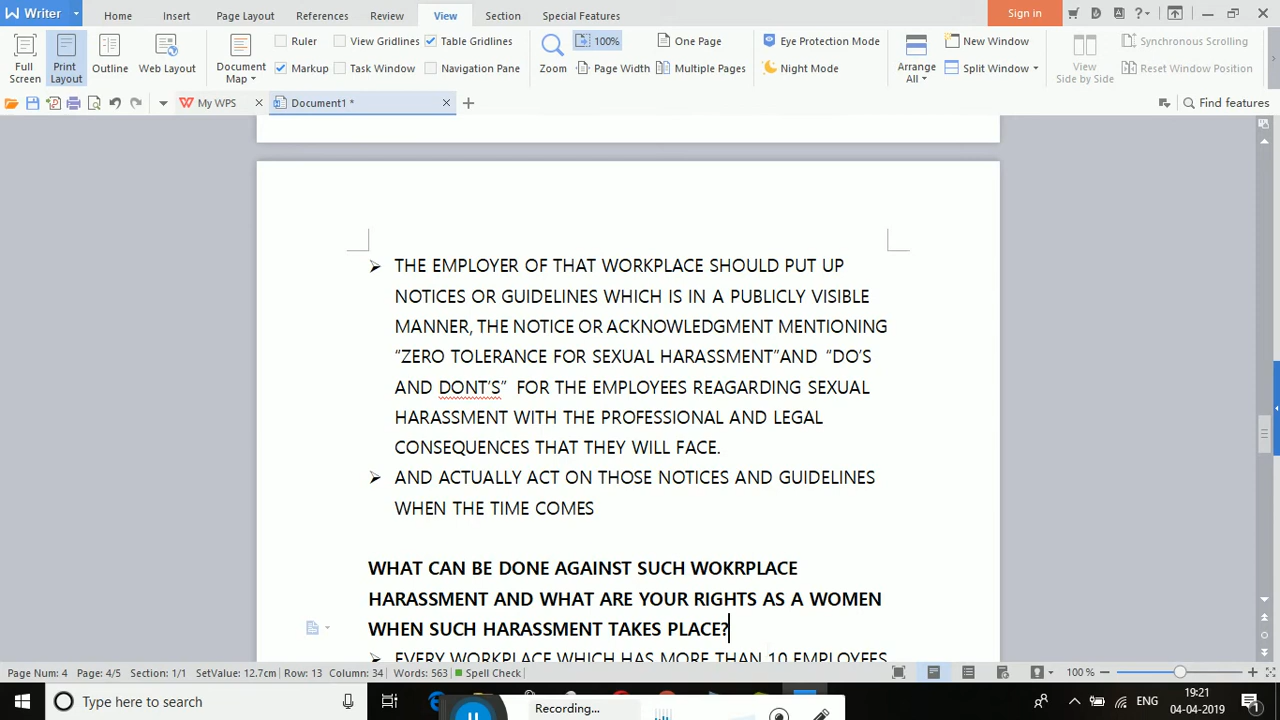 Writer
Home Insert Page Layout References Review View Section Special Features
Sign in
Full Screen
Print Layout
Outline
Web Layout
Document Map
Ruler View Gridlines Table Gridlines
Markup Task Window Navigation Pane
Zoom
100% One Page
Page Width Multiple Pages
Eye Protection Mode
Night Mode
Arrange All
New Window
Split Window
View Side by Side
Synchronous Scrolling
Reset Window Position
My WPS Document1 * Find features
THE EMPLOYER OF THAT WORKPLACE SHOULD PUT UP
NOTICES OR GUIDELINES WHICH IS IN A PUBLICLY VISIBLE
MANNER, THE NOTICE OR ACKNOWLEDGMENT MENTIONING
“ZERO TOLERANCE FOR SEXUAL HARASSMENT”AND “DO’S
AND DONT’S” FOR THE EMPLOYEES REAGARDING SEXUAL
HARASSMENT WITH THE PROFESSIONAL AND LEGAL
CONSEQUENCES THAT THEY WILL FACE.
AND ACTUALLY ACT ON THOSE NOTICES AND GUIDELINES
WHEN THE TIME COMES
WHAT CAN BE DONE AGAINST SUCH WOKRPLACE
HARASSMENT AND WHAT ARE YOUR RIGHTS AS A WOMEN
WHEN SUCH HARASSMENT TAKES PLACE?
EVERY WORKPLACE WHICH HAS MORE THAN 10 EMPLOYEES
Page Num: 4 Page: 4/5 Section: 1/1 SetValue: 12.7cm Row: 13 Column: 34 Words: 563 Spell Check 100 %
Type here to search
Recording...
ENG
19:21
04-04-2019